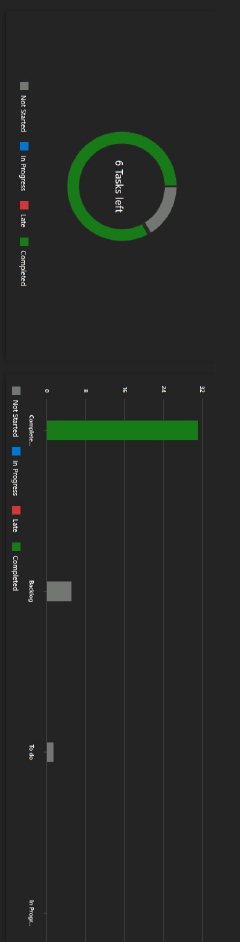 6 Tasks left
Not Started
In Progress
Late
Completed
32
24
16
8
0
Complete...
Backlog
To do
In Progr...
Not Started
In Progress
Late
Completed